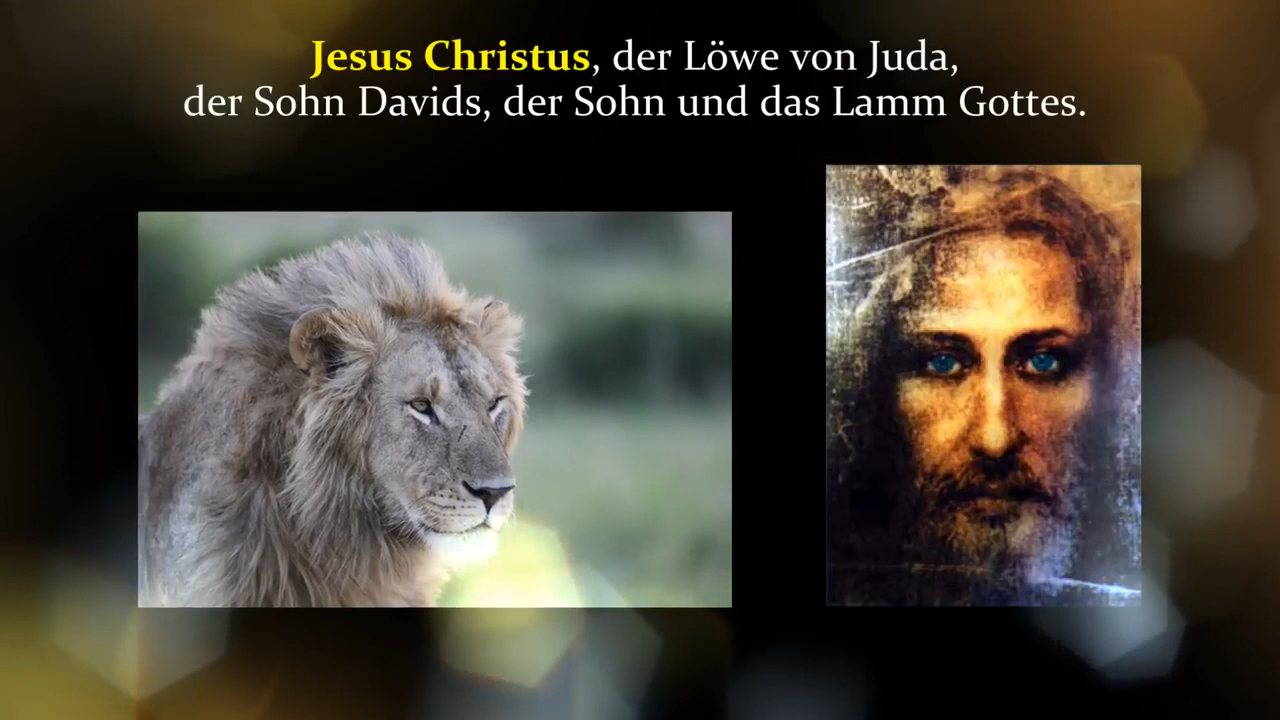 Jesus Christus, der Löwe von Juda,
der Sohn Davids, der Sohn und das Lamm Gottes.